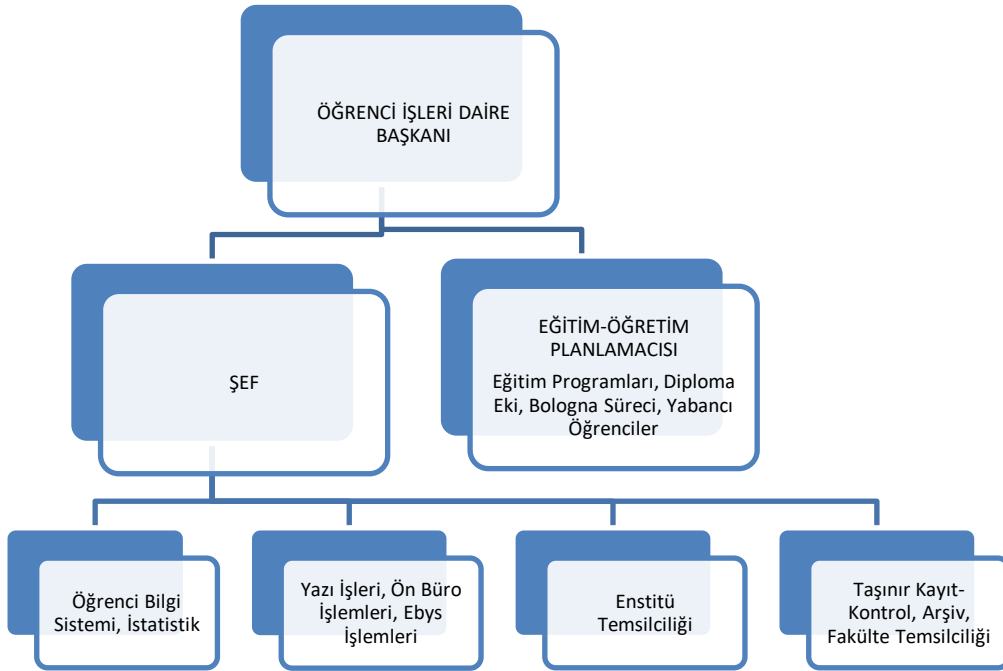 ÖĞRENCİ İŞLERİ DAİRE
BAŞKANI
ŞEF
EĞİTİM-ÖĞRETİM
PLANLAMACISI
Eğitim Programları, Diploma
Eki, Bologna Süreci, Yabancı
Öğrenciler
Öğrenci Bilgi
Sistemi, İstatistik
Yazı İşleri, Ön Büro
İşlemleri, Ebys
İşlemleri
Enstitü
Temsilciliği
Taşınır Kayıt-
Kontrol, Arşiv,
Fakülte Temsilciliği